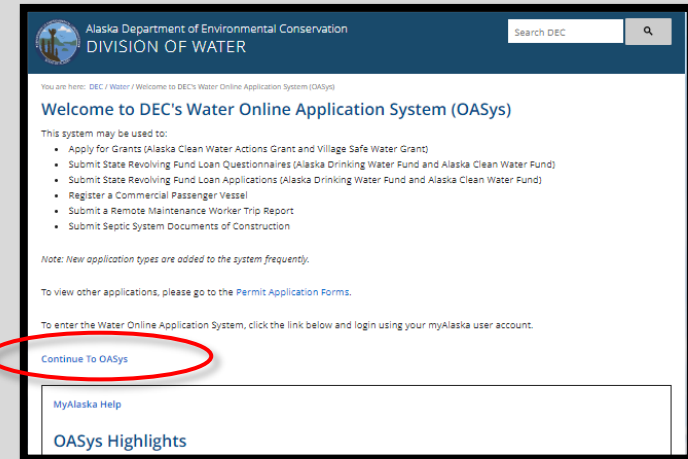 Alaska Department of Environmental Conservation
DIVISION OF WATER
Search DEC
You are here: DEC / Water / Welcome to DEC's Water Online Application System (OASys)
Welcome to DEC's Water Online Application System (OASys)
This system may be used to:
• Apply for Grants (Alaska Clean Water Actions Grant and Village Safe Water Grant)
• Submit State Revolving Fund Loan Questionnaires (Alaska Drinking Water Fund and Alaska Clean Water Fund)
• Submit State Revolving Fund Loan Applications (Alaska Drinking Water Fund and Alaska Clean Water Fund)
• Register a Commercial Passenger Vessel
• Submit a Remote Maintenance Worker Trip Report
• Submit Septic System Documents of Construction
Note: New application types are added to the system frequently.
To view other applications, please go to the Permit Application Forms.
To enter the Water Online Application System, click the link below and login using your myAlaska user account.
Continue To OASys
MyAlaska Help
OASys Highlights